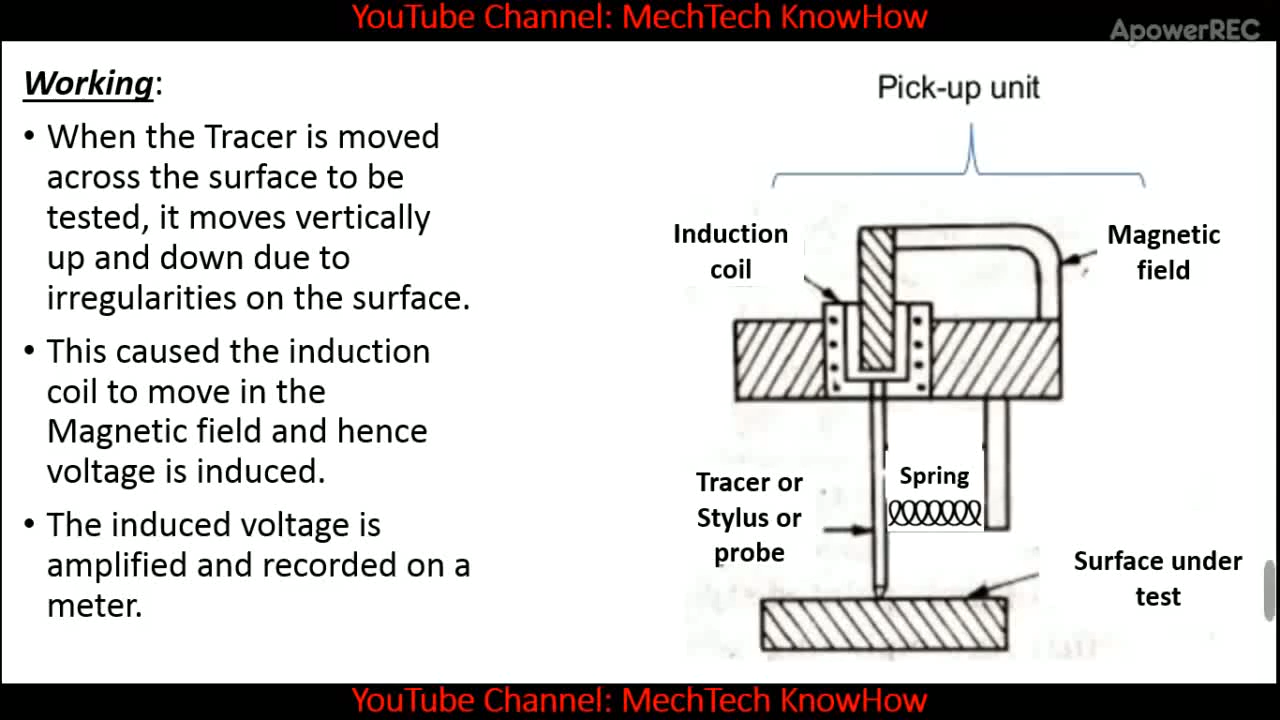 YouTube Channel: MechTech KnowHow
ApowerREC
Working:
• When the Tracer is moved
across the surface to be
tested, it moves vertically
up and down due to
irregularities on the surface.
• This caused the induction
coil to move in the
Magnetic field and hence
voltage is induced.
• The induced voltage is
amplified and recorded on a
meter.
Pick-up unit
Induction
coil
Magnetic
field
Tracer or
Stylus or
probe
Spring
Surface under
test
YouTube Channel: MechTech KnowHow